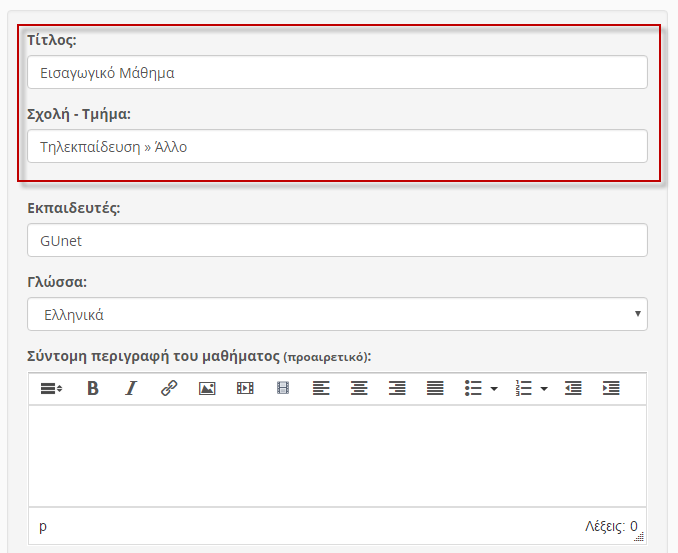 Τίτλος:
Εισαγωγικό Μάθημα
Σχολή - Τμήμα:
Τηλεκπαίδευση » Άλλο
Εκπαιδευτές:
GUnet
Γλώσσα:
Ελληνικά
Σύντομη περιγραφή του μαθήματος (προαιρετικό):
B I
p Λέξεις: 0